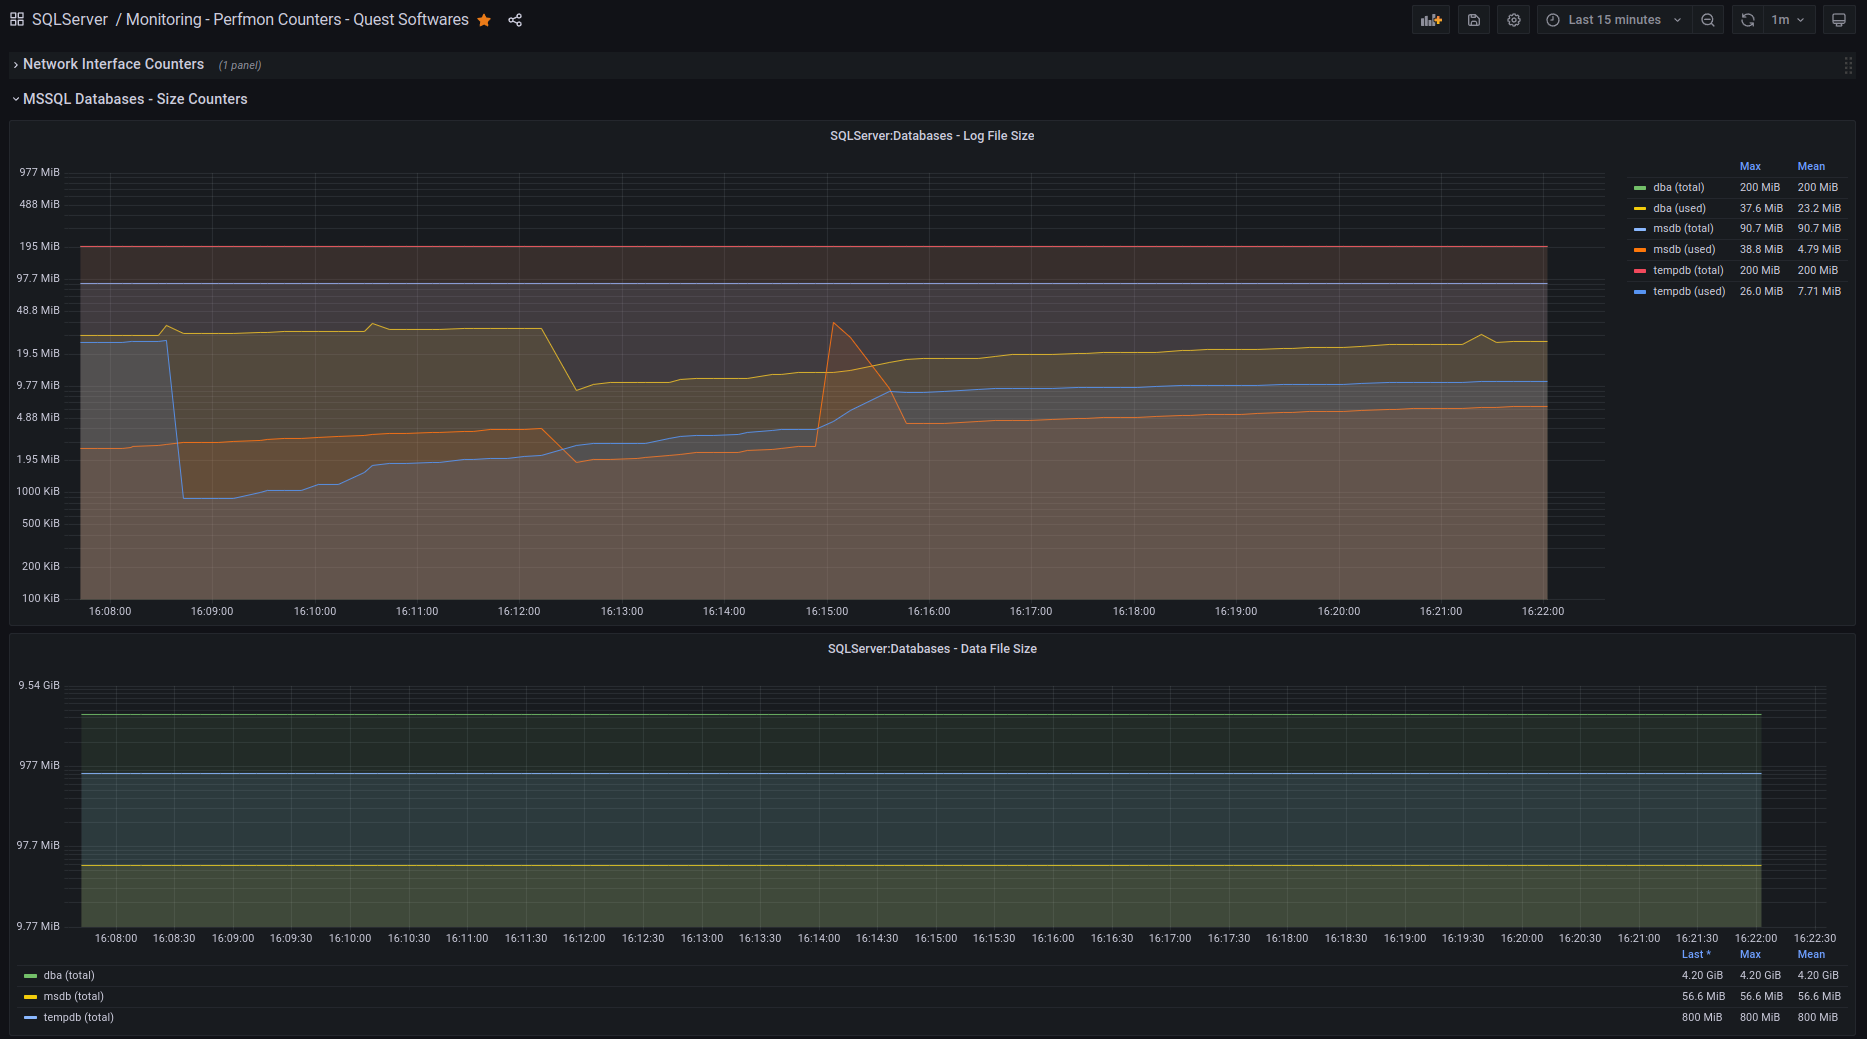 SQLServer / Monitoring - Perfmon Counters - Quest Softwares
Last 15 minutes
1m
Network Interface Counters (1 panel)
MSSQL Databases - Size Counters
SQLServer:Databases - Log File Size
977 MiB
488 MiB
195 MiB
97.7 MiB
48.8 MiB
19.5 MiB
9.77 MiB
4.88 MiB
1.95 MiB
1000 KiB
500 KiB
200 KiB
100 KiB
16:08:00 16:09:00 16:10:00 16:11:00 16:12:00 16:13:00 16:14:00 16:15:00 16:16:00 16:17:00 16:18:00 16:19:00 16:20:00 16:21:00 16:22:00
Max Mean
dba (total) 200 MiB 200 MiB
dba (used) 37.6 MiB 23.2 MiB
msdb (total) 90.7 MiB 90.7 MiB
msdb (used) 38.8 MiB 4.79 MiB
tempdb (total) 200 MiB 200 MiB
tempdb (used) 26.0 MiB 7.71 MiB
SQLServer:Databases - Data File Size
9.54 GiB
977 MiB
97.7 MiB
9.77 MiB
16:08:00 16:08:30 16:09:00 16:09:30 16:10:00 16:10:30 16:11:00 16:11:30 16:12:00 16:12:30 16:13:00 16:13:30 16:14:00 16:14:30 16:15:00 16:15:30 16:16:00 16:16:30 16:17:00 16:17:30 16:18:00 16:18:30 16:19:00 16:19:30 16:20:00 16:20:30 16:21:00 16:21:30 16:22:00 16:22:30
Last * Max Mean
dba (total) 4.20 GiB 4.20 GiB 4.20 GiB
msdb (total) 56.6 MiB 56.6 MiB 56.6 MiB
tempdb (total) 800 MiB 800 MiB 800 MiB